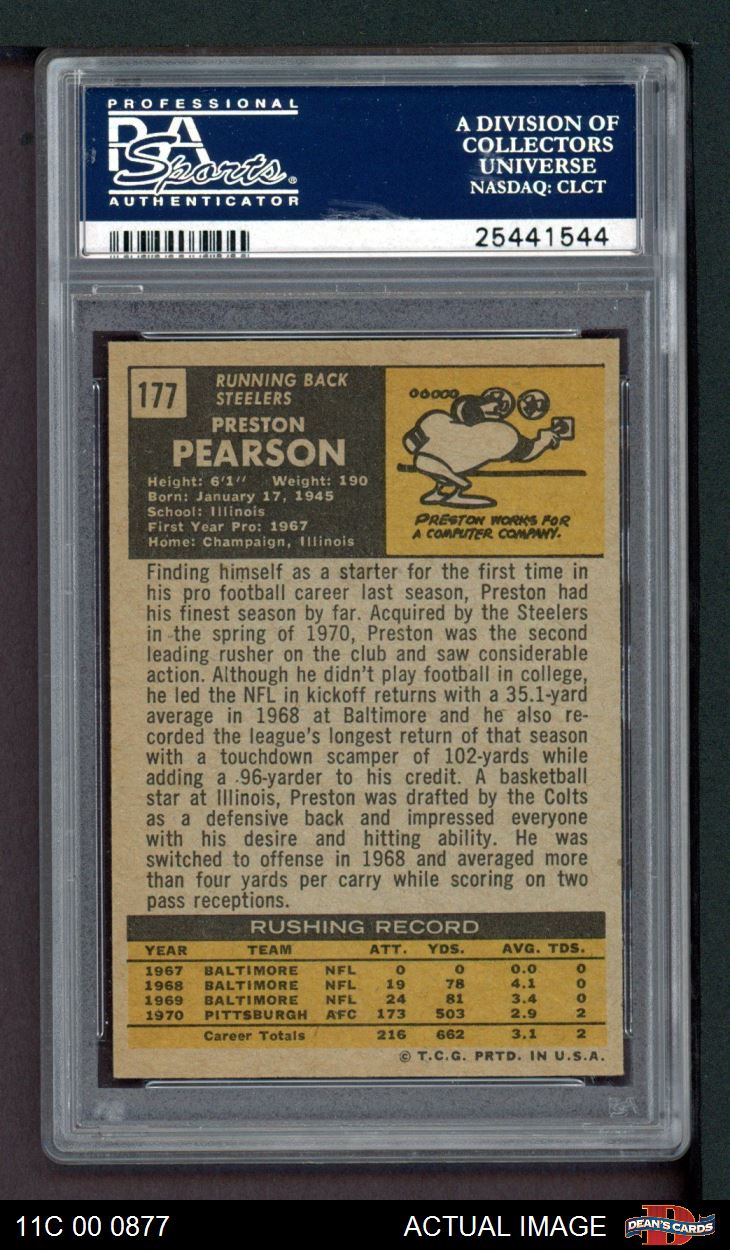 PROFESSIONAL
PSA
Sports®
AUTHENTICATOR
A DIVISION OF
COLLECTORS
UNIVERSE
NASDAQ: CLCT
25441544
177
RUNNING BACK
STEELERS
PRESTON
PEARSON
Height: 6'1" Weight: 190
Born: January 17, 1945
School: Illinois
First Year Pro: 1967
Home: Champaign, Illinois
PRESTON WORKS FOR
A COMPUTER COMPANY.
Finding himself as a starter for the first time in
his pro football career last season, Preston had
his finest season by far. Acquired by the Steelers
in the spring of 1970, Preston was the second
leading rusher on the club and saw considerable
action. Although he didn't play football in college,
he led the NFL in kickoff returns with a 35.1-yard
average in 1968 at Baltimore and he also re-
corded the league's longest return of that season
with a touchdown scamper of 102-yards while
adding a 96-yarder to his credit. A basketball
star at Illinois, Preston was drafted by the Colts
as a defensive back and impressed everyone
with his desire and hitting ability. He was
switched to offense in 1968 and averaged more
than four yards per carry while scoring on two
pass receptions.
RUSHING RECORD
YEAR TEAM ATT. YDS. AVG. TDS.
1967 BALTIMORE NFL 0 0 0.0 0
1968 BALTIMORE NFL 19 78 4.1 0
1969 BALTIMORE NFL 24 81 3.4 0
1970 PITTSBURGH AFC 173 503 2.9 2
Career Totals 216 662 3.1 2
© T.C.G. PRTD. IN U.S.A.
PSA
11C 00 0877
ACTUAL IMAGE
DEAN'S CARDS